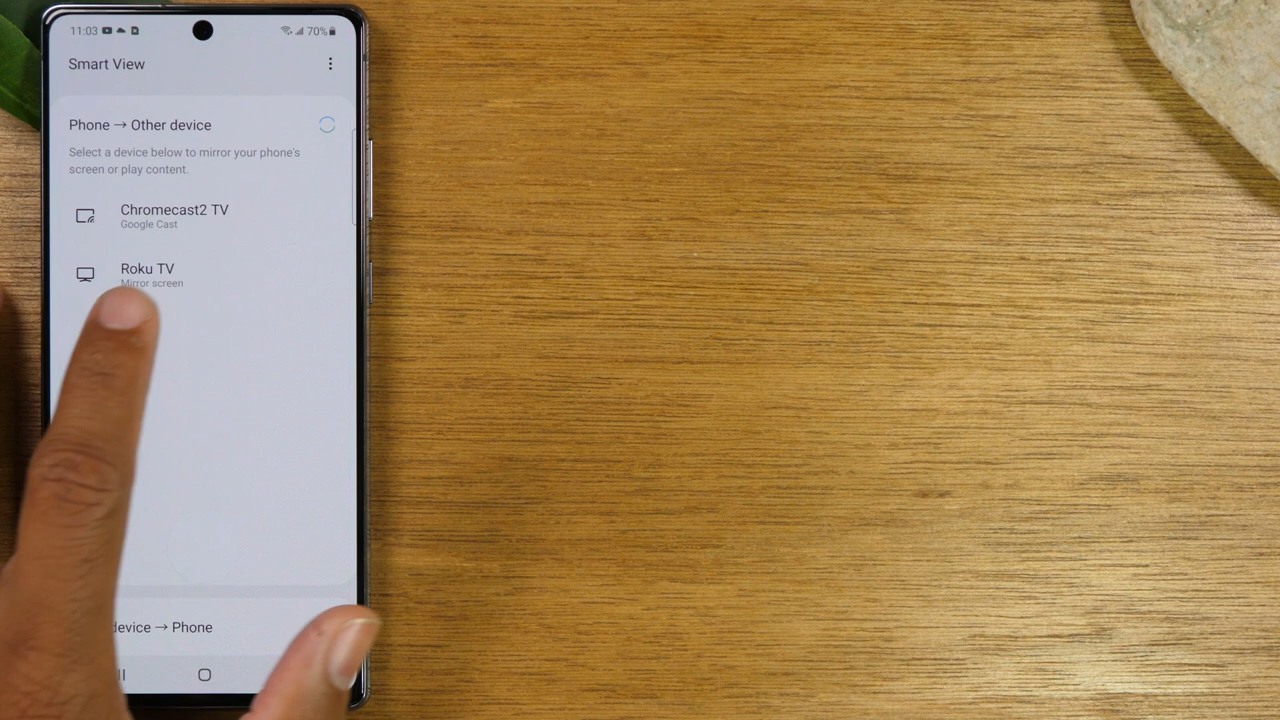 11:03 70%
Smart View
Phone → Other device
Select a device below to mirror your phone's
screen or play content.
Chromecast2 TV
Google Cast
Roku TV
Mirror screen
device → Phone